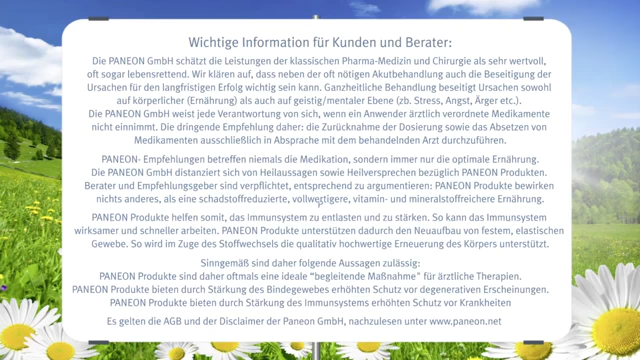 Wichtige Information für Kunden und Berater:
Die PANEON GmbH schätzt die Leistungen der klassischen Pharma-Medizin und Chirurgie als sehr wertvoll,
oft sogar lebensrettend. Wir klären auf, dass neben der oft nötigen Akutbehandlung auch die Beseitigung der
Ursachen für den langfristigen Erfolg wichtig sein kann. Ganzheitliche Behandlung beseitigt Ursachen sowohl
auf körperlicher (Ernährung) als auch auf geistig/mentaler Ebene (zb. Stress, Angst, Ärger etc.).
Die PANEON GmbH weist jede Verantwortung von sich, wenn ein Anwender ärztlich verordnete Medikamente
nicht einnimmt. Die dringende Empfehlung daher: die Zurücknahme der Dosierung sowie das Absetzen von
Medikamenten ausschließlich in Absprache mit dem behandelnden Arzt durchzuführen.
PANEON- Empfehlungen betreffen niemals die Medikation, sondern immer nur die optimale Ernährung.
Die PANEON GmbH distanziert sich von Heilaussagen sowie Heilversprechen bezüglich PANEON Produkten.
Berater und Empfehlungsgeber sind verpflichtet, entsprechend zu argumentieren: PANEON Produkte bewirken
nichts anderes, als eine schadstoffreduzierte, vollwertigere, vitamin- und mineralstoffreichere Ernährung.
PANEON Produkte helfen somit, das Immunsystem zu entlasten und zu stärken. So kann das Immunsystem
wirksamer und schneller arbeiten. PANEON Produkte unterstützen dadurch den Neuaufbau von festem, elastischen
Gewebe. So wird im Zuge des Stoffwechsels die qualitativ hochwertige Erneuerung des Körpers unterstützt.
Sinngemäß sind daher folgende Aussagen zulässig:
PANEON Produkte sind daher oftmals eine ideale “begleitende Maßnahme" für ärztliche Therapien.
PANEON Produkte bieten durch Stärkung des Bindegewebes erhöhten Schutz vor degenerativen Erscheinungen.
PANEON Produkte bieten durch Stärkung des Immunsystems erhöhten Schutz vor Krankheiten
Es gelten die AGB und der Disclaimer der Paneon GmbH, nachzulesen unter www.paneon.net